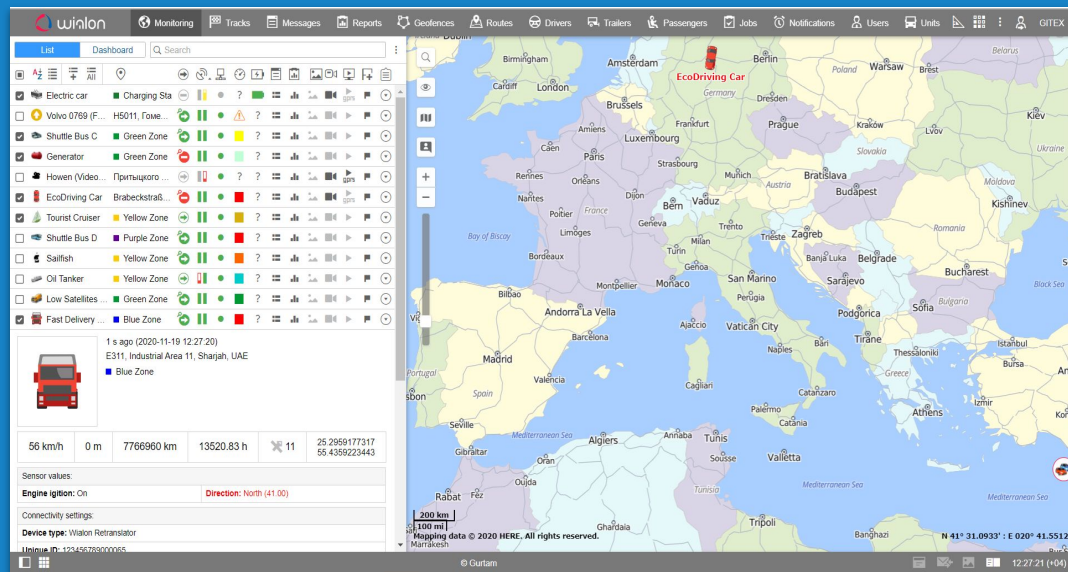 wialon Monitoring Tracks Messages Reports Geofences Routes Drivers Trailers Passengers Jobs Notifications Users Units GITEX
List Dashboard Search
Electric car Charging Sta ?
Volvo 0769 (F... H5011, Гоме... ?
Shuttle Bus C Green Zone ?
Generator Green Zone ?
Howen (Video... Притыцкого ... ? ? gprs
EcoDriving Car Brabeckstraß... ? gprs
Tourist Cruiser Yellow Zone ?
Shuttle Bus D Purple Zone ?
Sailfish Yellow Zone ?
Oil Tanker Yellow Zone ?
Low Satellites ... Green Zone ?
Fast Delivery ... Blue Zone ?
1 s ago (2020-11-19 12:27:20)
E311, Industrial Area 11, Sharjah, UAE
Blue Zone
56 km/h 0 m 7766960 km 13520.83 h 11 25.2959177317
55.4359223443
Sensor values:
Engine igition: On Direction: North (41.00)
Connectivity settings:
Device type: Wialon Retranslator
Unique ID: 123456789000065
Dublin
Birmingham
Amsterdam
Berlin
Belarus
Poland
Warsaw
Brest
EcoDriving Car
Cardiff
London
Germany
Dresden
Brussels
Kiev
Frankfurt
Prague
Kraków
Lvov
Amiens
Luxembourg
Ukraine
Caen
Paris
Slovakia
Strasbourg
Rennes
Orléans
Munich
Austria
Bratislava
Moldova
Budapest
Kishinev
Nantes
Dijon
Bern
Vaduz
Poitier
France
Geneva
Trento
Trieste
Zagreb
Romania
Bay of Biscay
Limoges
Milan
Turin
Bordeaux
Genoa
Banja Luka
Belgrade
Bucharest
Montpellier
Monaco
San Marino
Sarajevo
Black Sea
Bilbao
Perugia
Podgorica
Sofia
Bulgaria
Andorra La Vella
Ajaccio
Vatican City
Barcelona
Naples
Bari
Tirane
Istanbul
Thessaloniki
Madrid
Bursa
Portugal
Valencia
Greece
Cagliari
Catanzaro
Spain
Palermo
Athens
Izmir
Catania
Seville
Mediterranean Sea
Algiers
Annaba
Tunis
Gibraltar
Oran
Sousse
Valletta
Oujda
Rabat
Fez
Tunisia
Mediterranean Sea
Mediterranean Sea
200 km
100 mi
Ghardaia
Tripoli
Banghazi
Mapping data © 2020 HERE. All rights reserved.
N 41° 31.0933' : E 020° 41.5512
Marrakesh
© Gurtam 12:27:21 (+04)